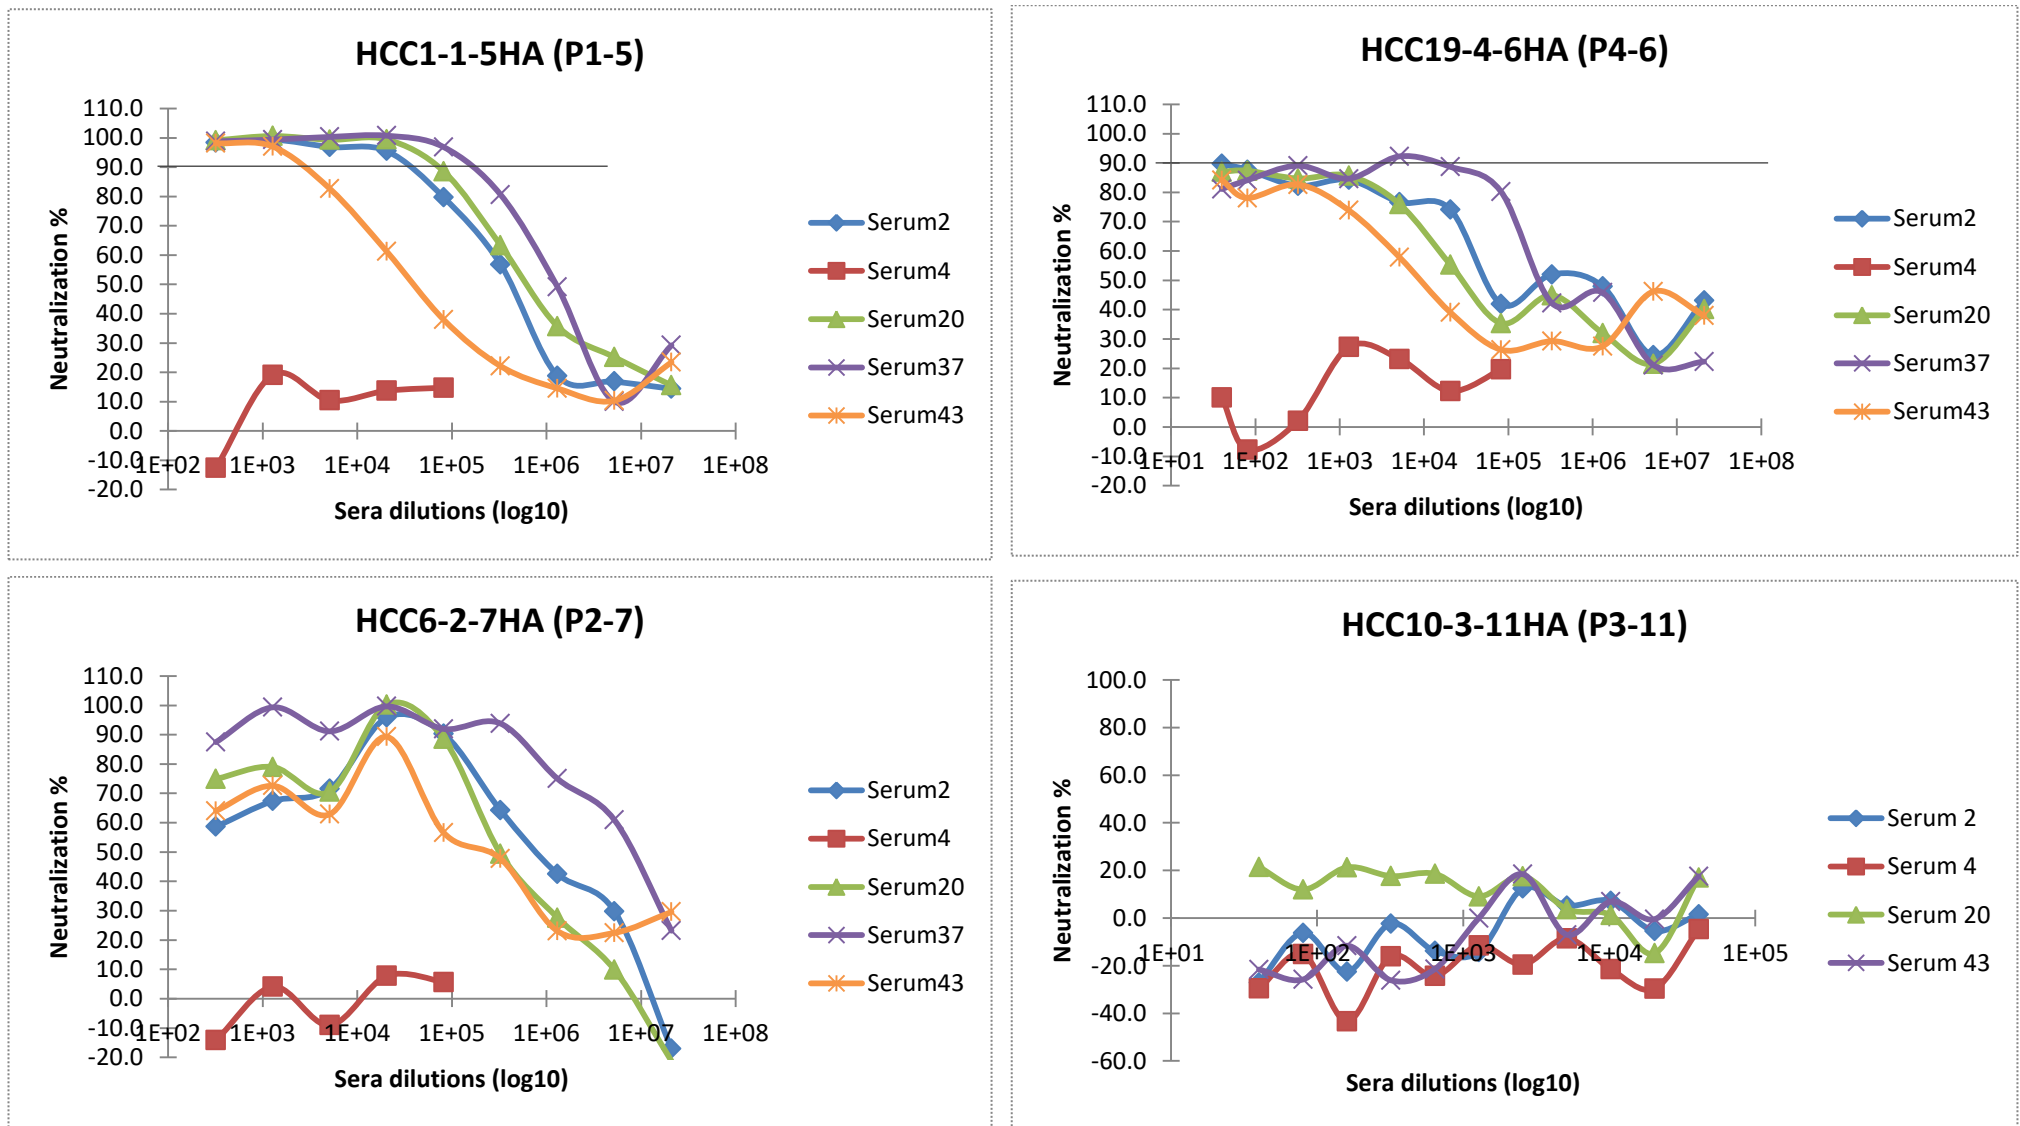 HCC1-1-5HA (P1-5)
110.0
100.0
90.0
80.0
70.0
60.0
50.0
40.0
30.0
20.0
10.0
0.0
-10.0
-20.0
Neutralization %
1E+02 1E+03 1E+04 1E+05 1E+06 1E+07 1E+08
Sera dilutions (log10)
Serum2
Serum4
Serum20
Serum37
Serum43
HCC19-4-6HA (P4-6)
110.0
100.0
90.0
80.0
70.0
60.0
50.0
40.0
30.0
20.0
10.0
0.0
-10.0
-20.0
Neutralization %
1E+01 1E+02 1E+03 1E+04 1E+05 1E+06 1E+07 1E+08
Sera dilutions (log10)
Serum2
Serum4
Serum20
Serum37
Serum43
HCC6-2-7HA (P2-7)
110.0
100.0
90.0
80.0
70.0
60.0
50.0
40.0
30.0
20.0
10.0
0.0
-10.0
-20.0
Neutralization %
1E+02 1E+03 1E+04 1E+05 1E+06 1E+07 1E+08
Sera dilutions (log10)
Serum2
Serum4
Serum20
Serum37
Serum43
HCC10-3-11HA (P3-11)
100.0
80.0
60.0
40.0
20.0
0.0
-20.0
-40.0
-60.0
Neutralization %
1E+01 1E+02 1E+03 1E+04 1E+05
Sera dilutions (log10)
Serum 2
Serum 4
Serum 20
Serum 43